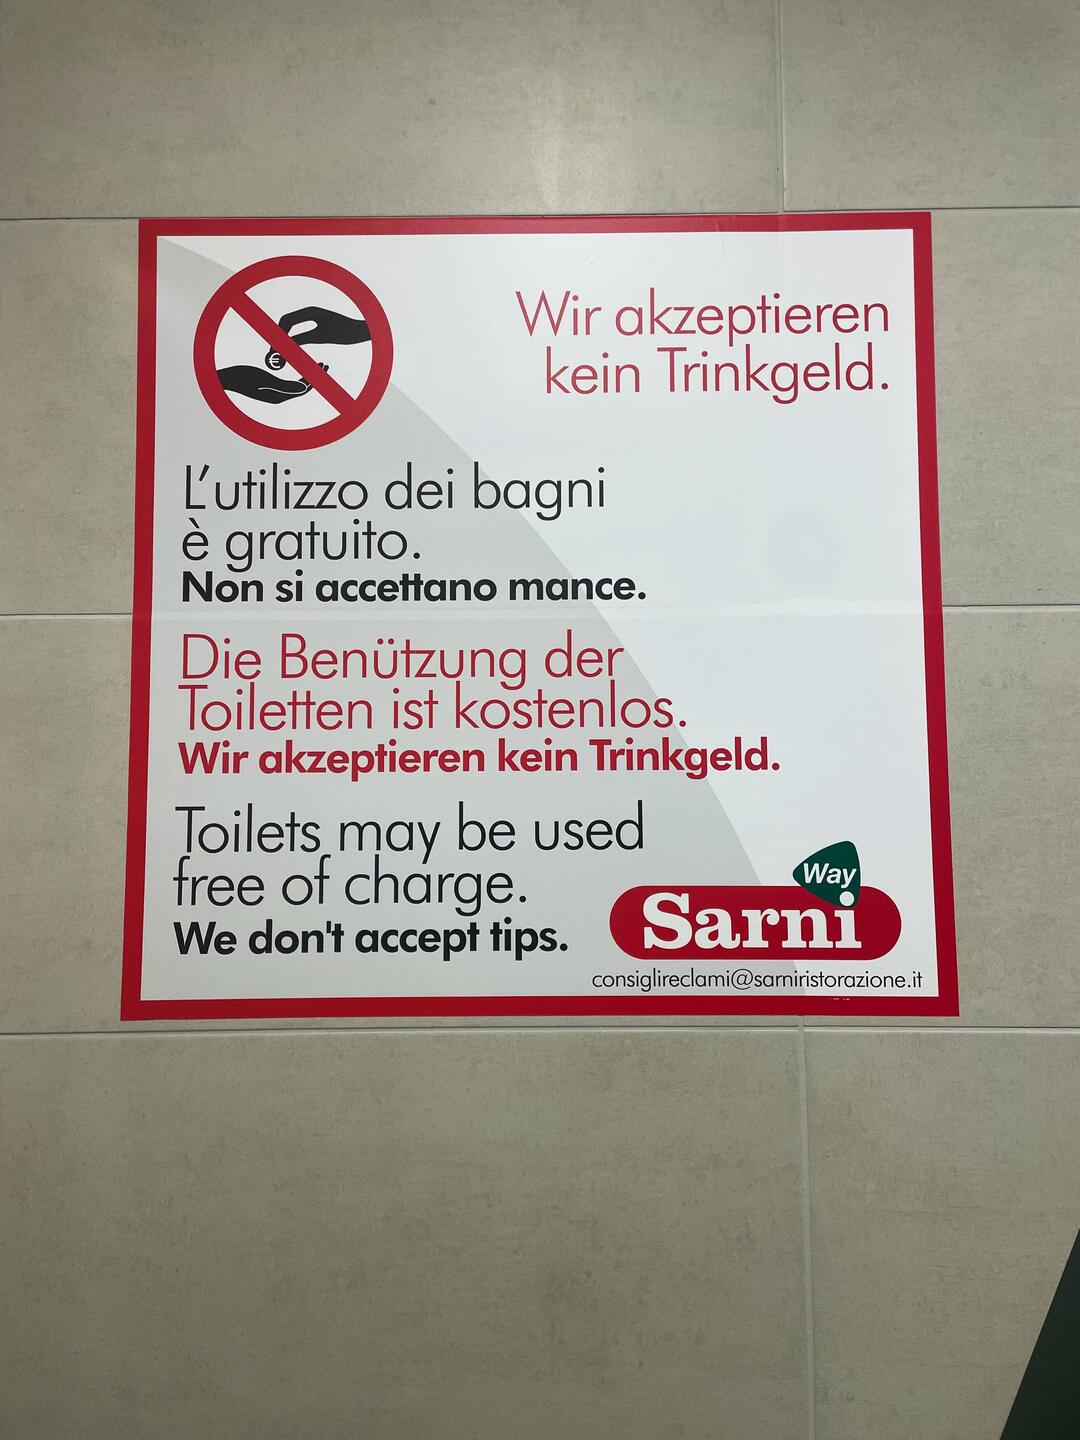 Wir akzeptieren
kein Trinkgeld.
€
L'utilizzo dei bagni
è gratuito.
Non si accettano mance.
Die Benützung der
Toiletten ist kostenlos.
Wir akzeptieren kein Trinkgeld.
Toilets may be used
free of charge.
We don't accept tips.
Way
Sarni
consiglireclami@sarniristorazione.it